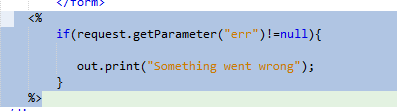 </form>
<%
if(request.getParameter("err")!=null){
out.print("Something went wrong");
}
%>